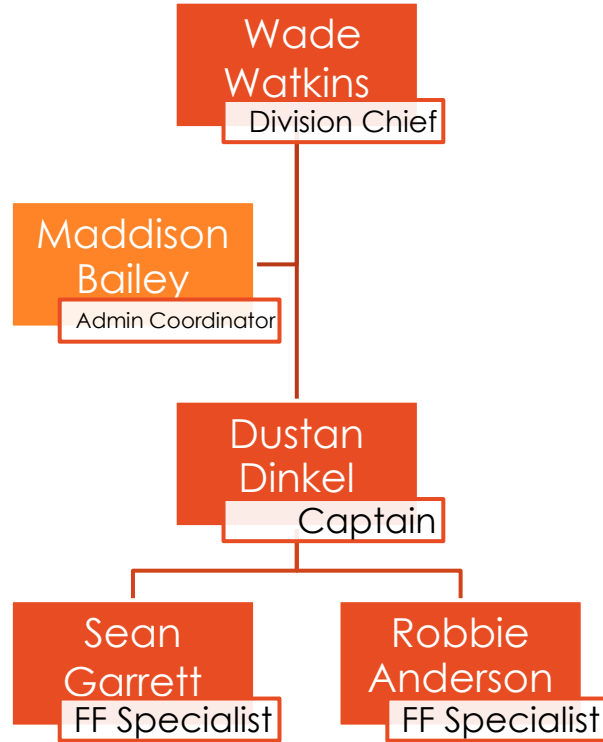 Wade
Watkins
Division Chief
Maddison
Bailey
Admin Coordinator
Dustan
Dinkel
Captain
Sean
Garrett
FF Specialist
Robbie
Anderson
FF Specialist